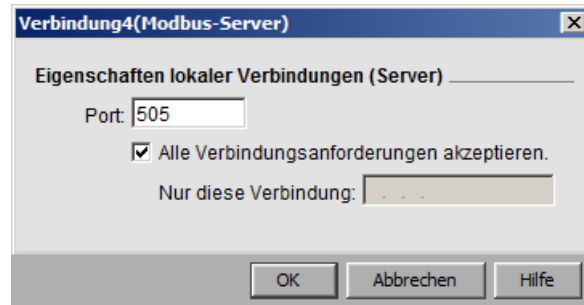 Verbindung4(Modbus-Server)
Eigenschaften lokaler Verbindungen (Server)
Port: 505
Alle Verbindungsanforderungen akzeptieren.
Nur diese Verbindung: . . .
OK Abbrechen Hilfe